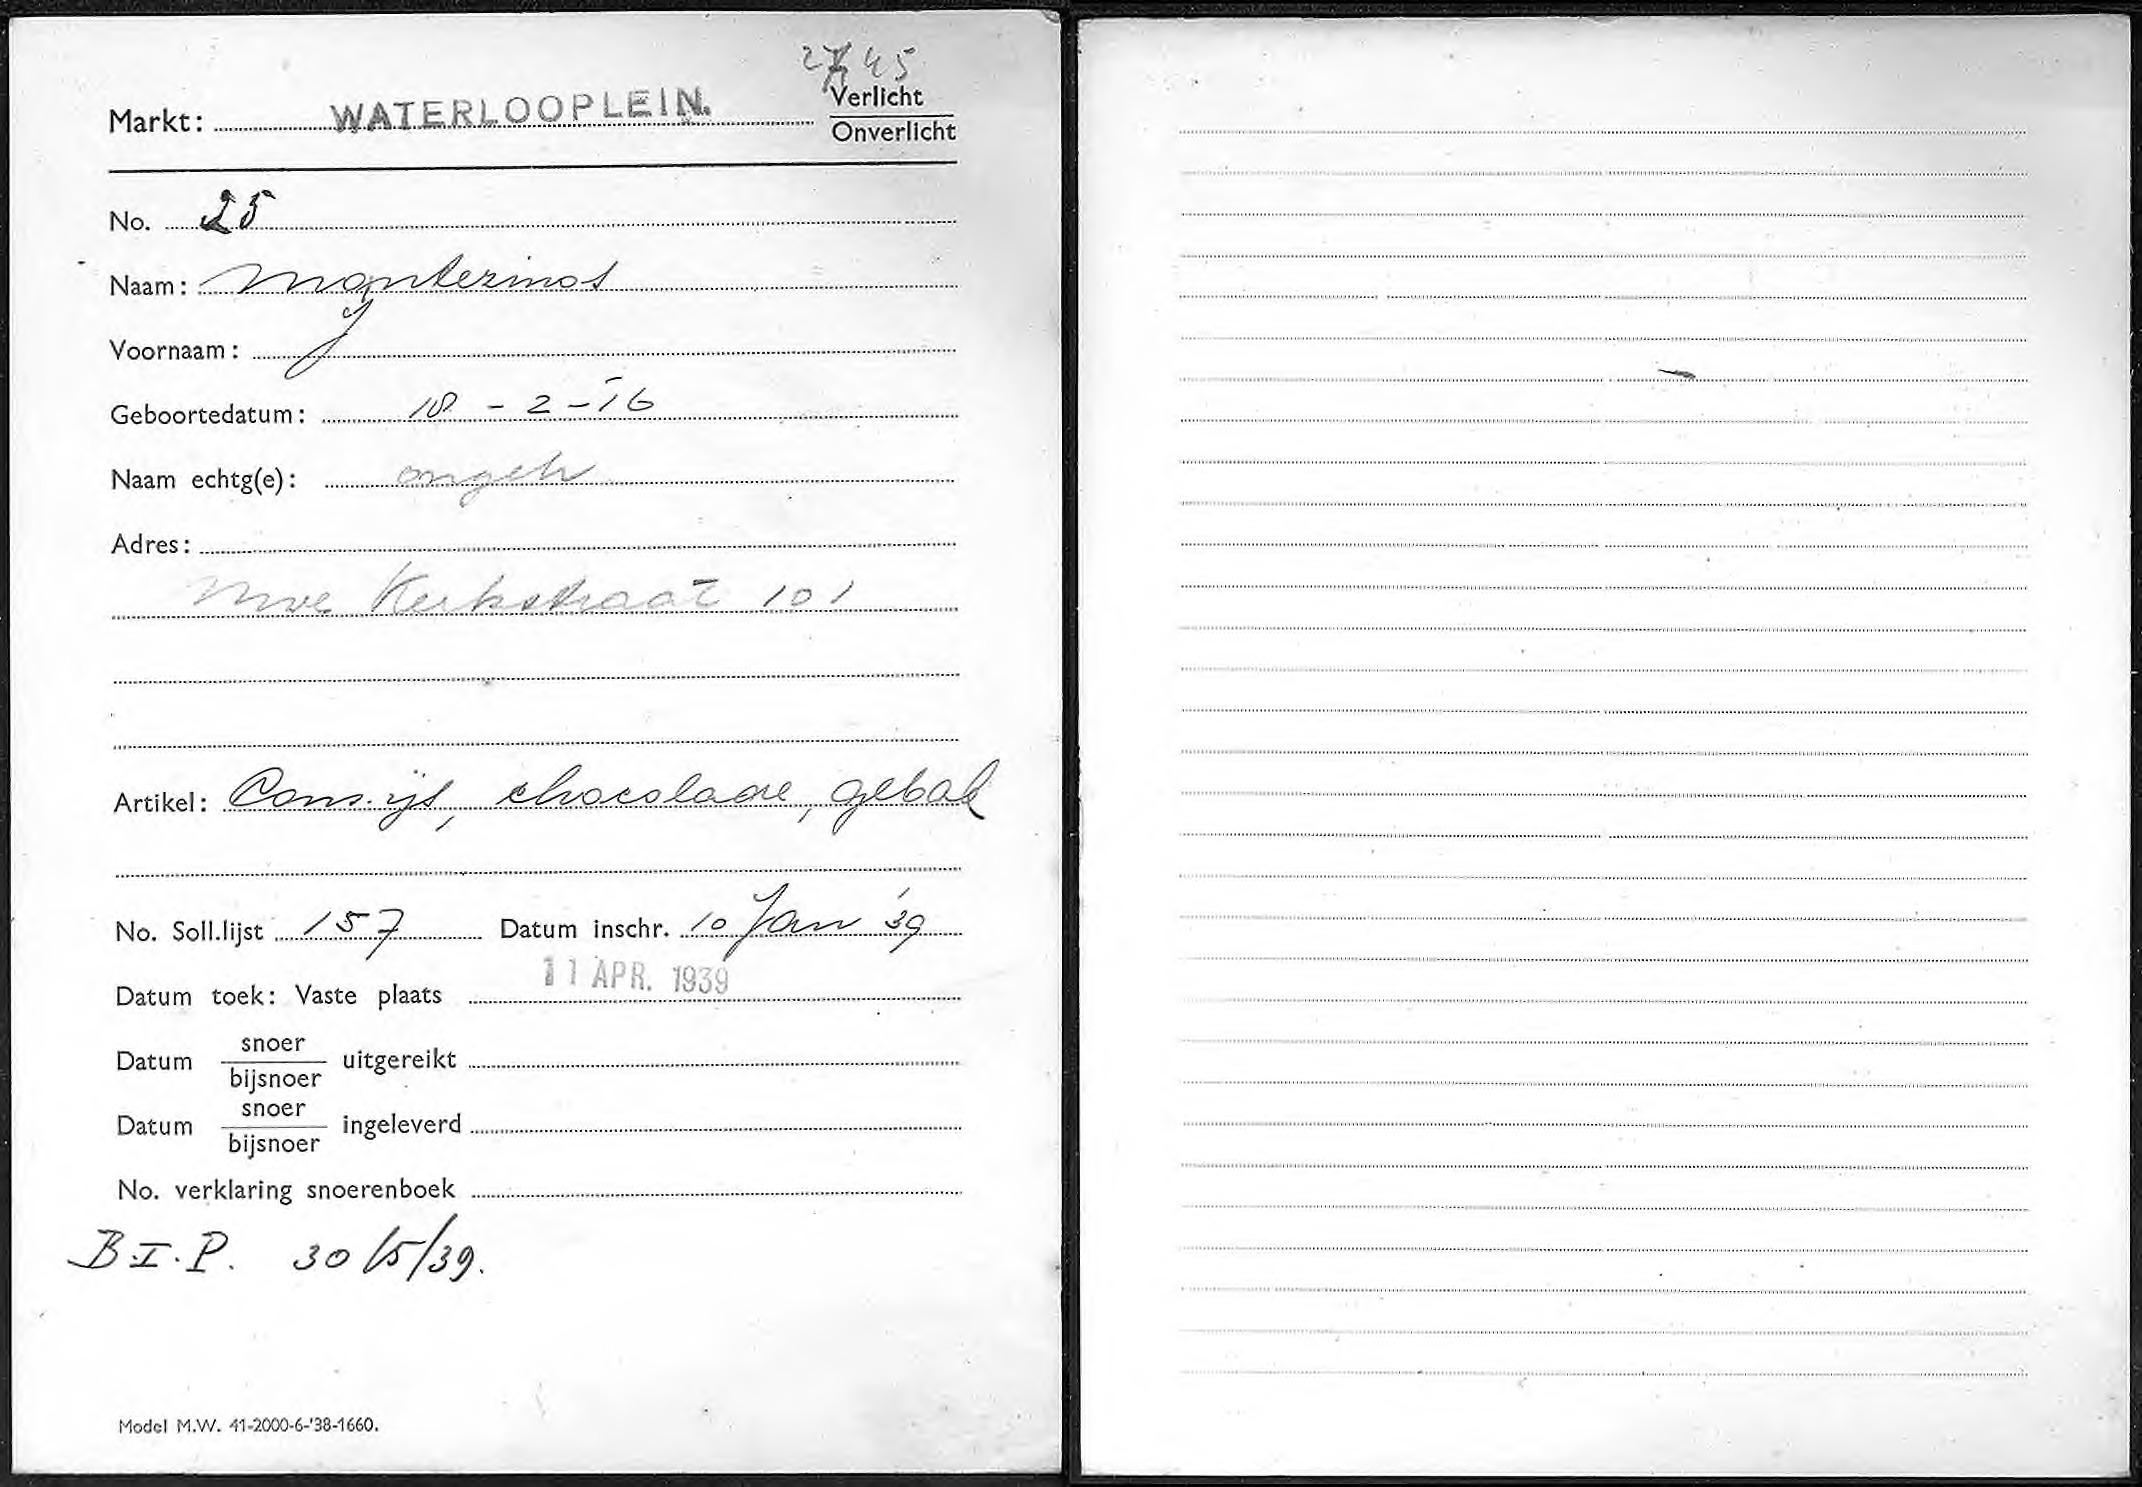 45
Markt: WATERLOOPLEIN.
Verlicht
Onverlicht
No. 25
Naam: Montezinos
Voornaam: J
Geboortedatum: 18 - 2 - 16
Naam echtg(e): ongeh
Adres:
Nwe Kerkstraat 101
Artikel: Cons. ijs, chocolade, gebak
No. Soll.lijst 157 Datum inschr. 10 Jan '39
Datum toek: Vaste plaats 11 APR. 1939
Datum snoer/bijsnoer uitgereikt
Datum snoer/bijsnoer ingeleverd
No. verklaring snoerenboek
B.I.P. 30/5/39.
Model M.W. 41-2000-6-'38-1660.